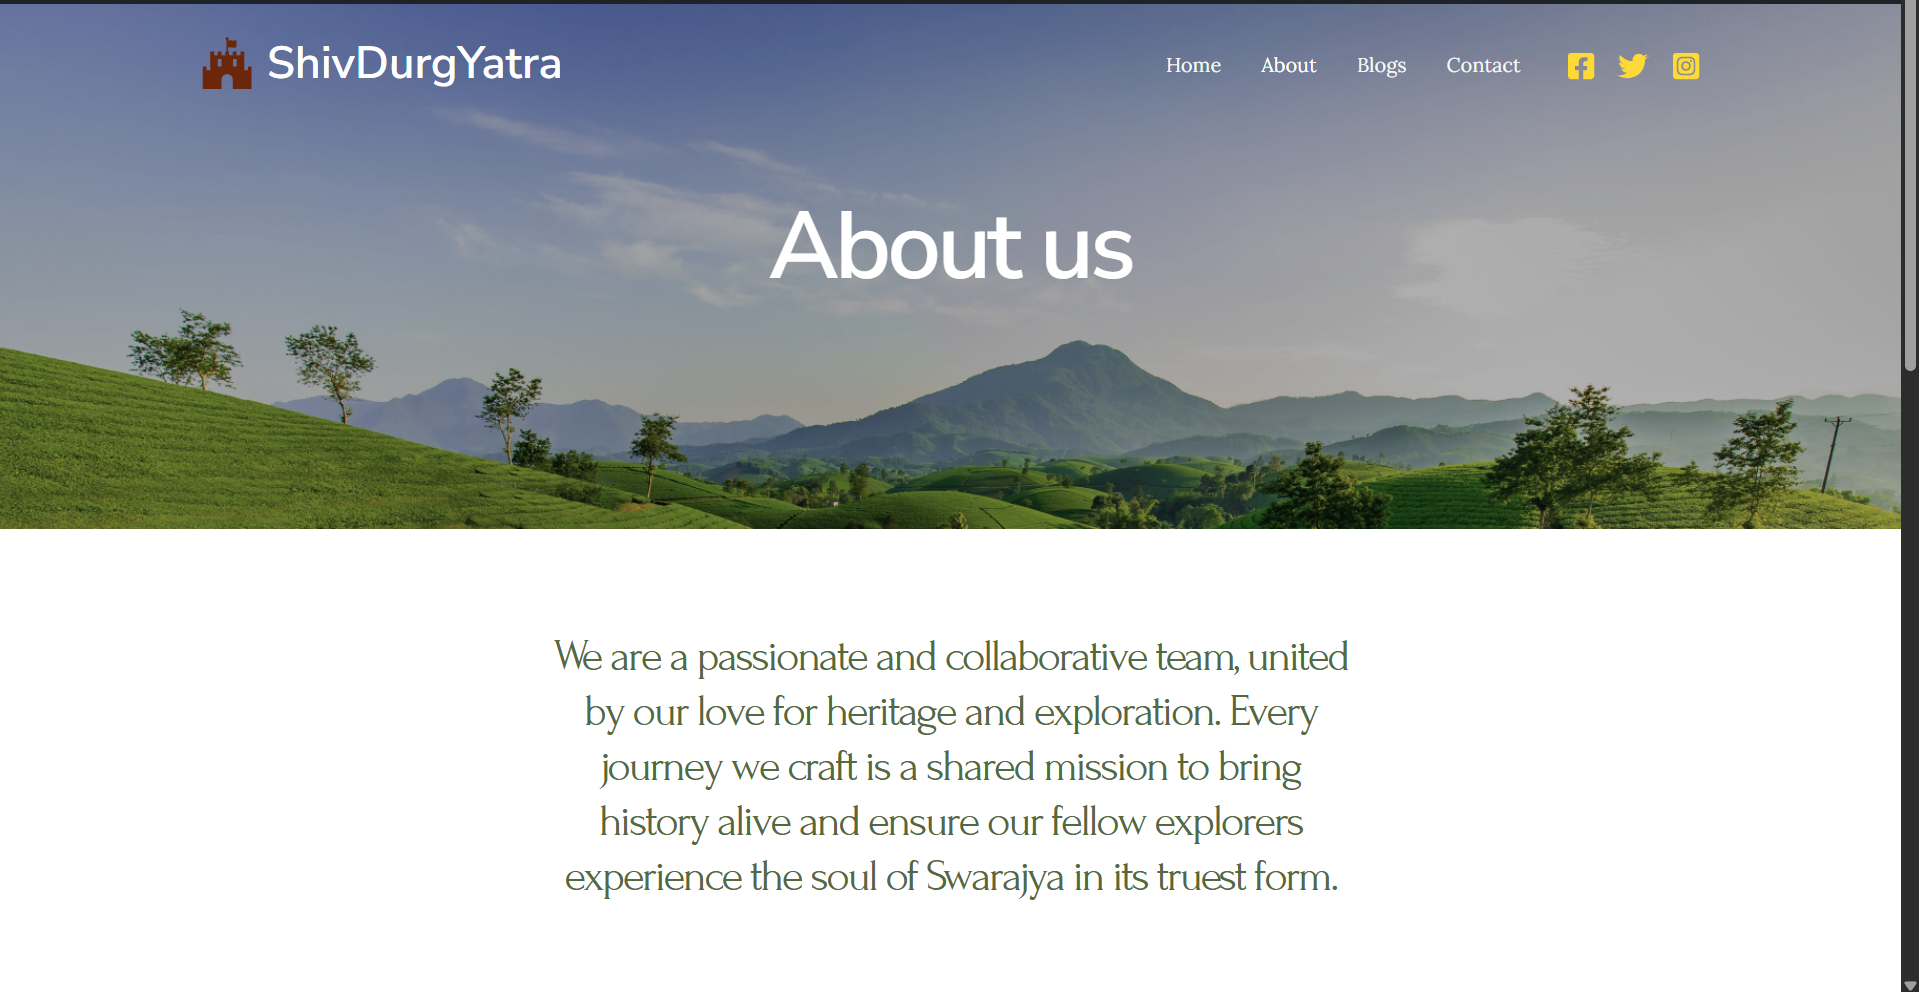 ShivDurgYatra
Home About Blogs Contact
About us
We are a passionate and collaborative team, united
by our love for heritage and exploration. Every
journey we craft is a shared mission to bring
history alive and ensure our fellow explorers
experience the soul of Swarajya in its truest form.